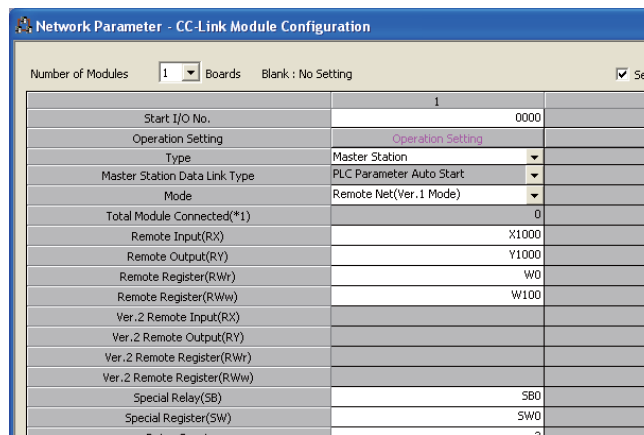 Network Parameter - CC-Link Module Configuration
Number of Modules 1 Boards Blank : No Setting
1
Start I/O No. 0000
Operation Setting Operation Setting
Type Master Station
Master Station Data Link Type PLC Parameter Auto Start
Mode Remote Net(Ver.1 Mode)
Total Module Connected(*1) 0
Remote Input(RX) X1000
Remote Output(RY) Y1000
Remote Register(RWr) W0
Remote Register(RWw) W100
Ver.2 Remote Input(RX)
Ver.2 Remote Output(RY)
Ver.2 Remote Register(RWr)
Ver.2 Remote Register(RWw)
Special Relay(SB) SB0
Special Register(SW) SW0